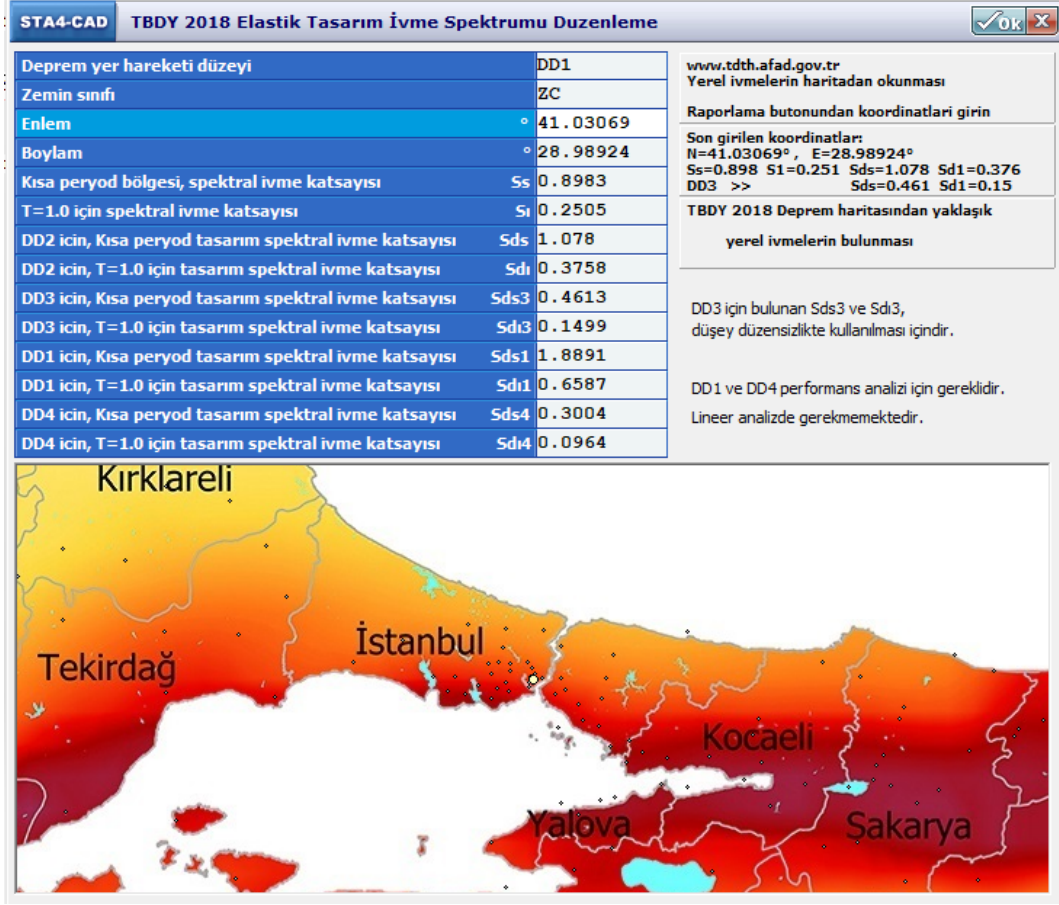 STA4-CAD TBDY 2018 Elastik Tasarım İvme Spektrumu Duzenleme Ok X
Deprem yer hareketi düzeyi DD1
Zemin sınıfı ZC
Enlem ° 41.03069
Boylam ° 28.98924
Kısa peryod bölgesi, spektral ivme katsayısı Ss 0.8983
T=1.0 için spektral ivme katsayısı Sı 0.2505
DD2 icin, Kısa peryod tasarım spektral ivme katsayısı Sds 1.078
DD2 icin, T=1.0 için tasarım spektral ivme katsayısı Sdı 0.3758
DD3 icin, Kısa peryod tasarım spektral ivme katsayısı Sds3 0.4613
DD3 icin, T=1.0 için tasarım spektral ivme katsayısı Sdı3 0.1499
DD1 icin, Kısa peryod tasarım spektral ivme katsayısı Sds1 1.8891
DD1 icin, T=1.0 için tasarım spektral ivme katsayısı Sdı1 0.6587
DD4 icin, Kısa peryod tasarım spektral ivme katsayısı Sds4 0.3004
DD4 icin, T=1.0 için tasarım spektral ivme katsayısı Sdı4 0.0964
www.tdth.afad.gov.tr
Yerel ivmelerin haritadan okunması
Raporlama butonundan koordinatlari girin
Son girilen koordinatlar:
N=41.03069° , E=28.98924°
Ss=0.898 S1=0.251 Sds=1.078 Sd1=0.376
DD3 >> Sds=0.461 Sd1=0.15
TBDY 2018 Deprem haritasından yaklaşık
yerel ivmelerin bulunması
DD3 için bulunan Sds3 ve Sdı3,
düşey düzensizlikte kullanılması içindir.
DD1 ve DD4 performans analizi için gereklidir.
Lineer analizde gerekmemektedir.
Kırklareli
İstanbul
Tekirdağ
Kocaeli
Yalova
Sakarya